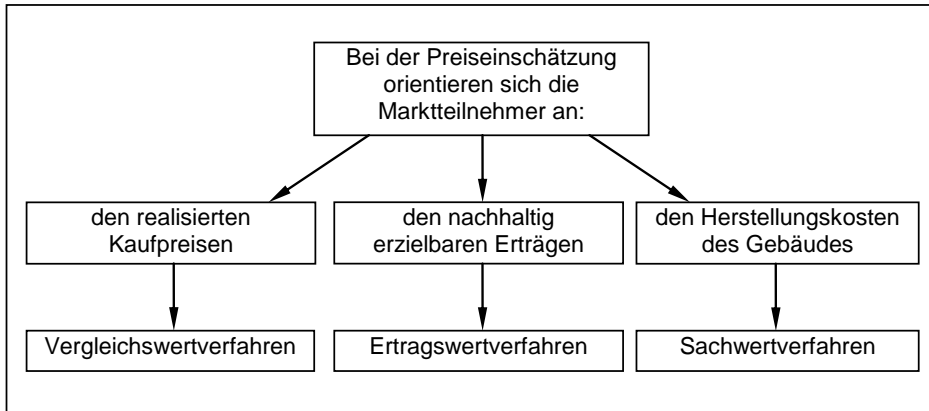 Bei der Preiseinschätzung
orientieren sich die
Marktteilnehmer an:
den realisierten
Kaufpreisen
den nachhaltig
erzielbaren Erträgen
den Herstellungskosten
des Gebäudes
Vergleichswertverfahren
Ertragswertverfahren
Sachwertverfahren